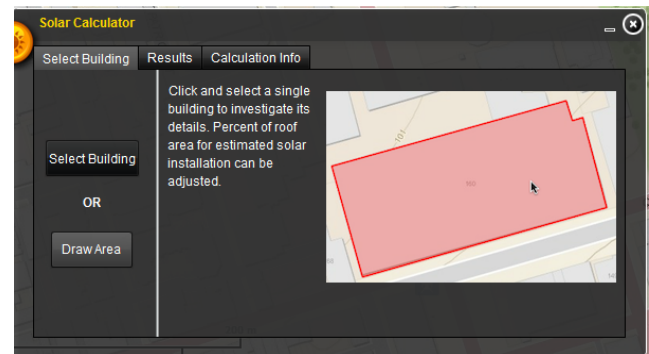 Solar Calculator
Select Building Results Calculation Info
Click and select a single
building to investigate its
details. Percent of roof
area for estimated solar
installation can be
adjusted.
Select Building
OR
Draw Area
101